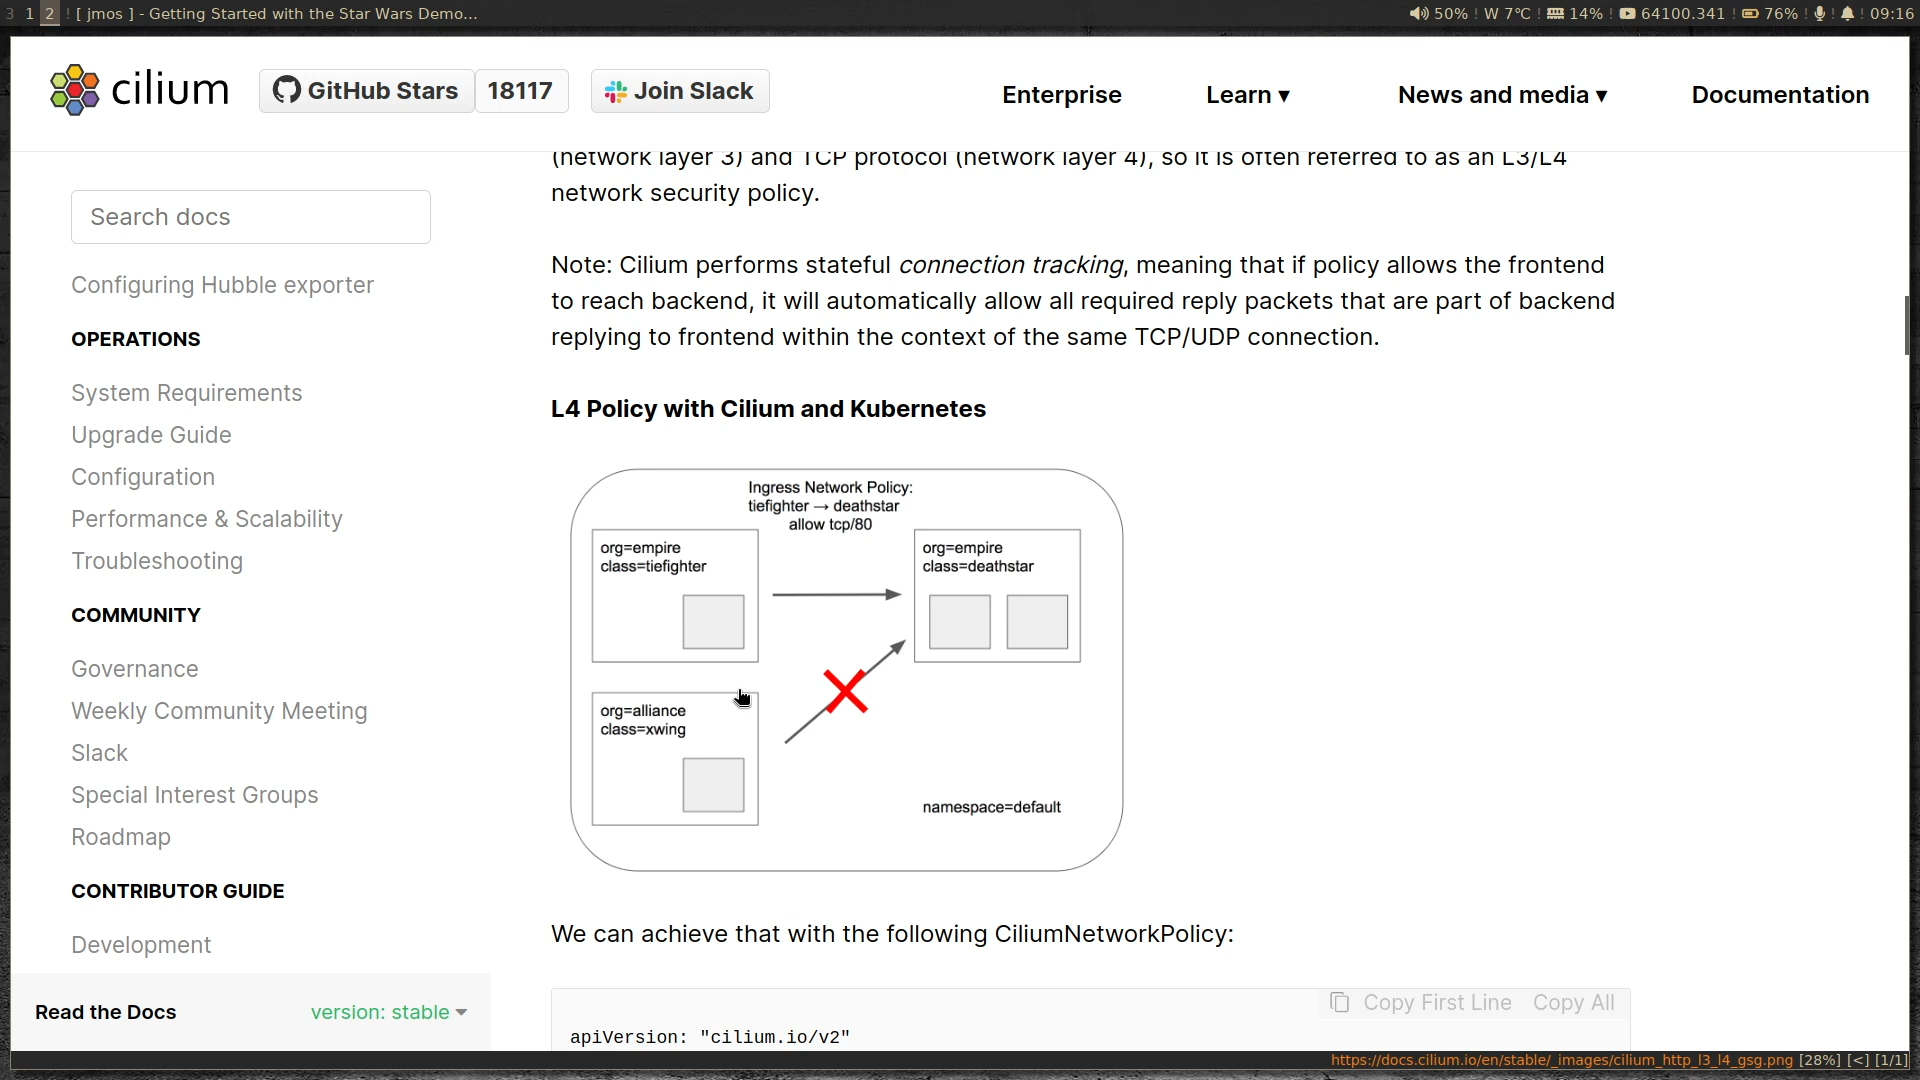 3 1 2 [ jmos ] - Getting Started with the Star Wars Demo... 50% W 7°C 14% 64100.341 76% 09:16
cilium GitHub Stars 18117 Join Slack Enterprise Learn ▾ News and media ▾ Documentation
Search docs
Configuring Hubble exporter
OPERATIONS
System Requirements
Upgrade Guide
Configuration
Performance & Scalability
Troubleshooting
COMMUNITY
Governance
Weekly Community Meeting
Slack
Special Interest Groups
Roadmap
CONTRIBUTOR GUIDE
Development
Read the Docs version: stable
(network layer 3) and TCP protocol (network layer 4), so it is often referred to as an L3/L4
network security policy.
Note: Cilium performs stateful connection tracking, meaning that if policy allows the frontend
to reach backend, it will automatically allow all required reply packets that are part of backend
replying to frontend within the context of the same TCP/UDP connection.
L4 Policy with Cilium and Kubernetes
Ingress Network Policy:
tiefighter → deathstar
allow tcp/80
org=empire
class=tiefighter
org=empire
class=deathstar
org=alliance
class=xwing
namespace=default
We can achieve that with the following CiliumNetworkPolicy:
Copy First Line Copy All
apiVersion: "cilium.io/v2"
https://docs.cilium.io/en/stable/_images/cilium_http_l3_l4_gsg.png [28%] [<] [1/1]